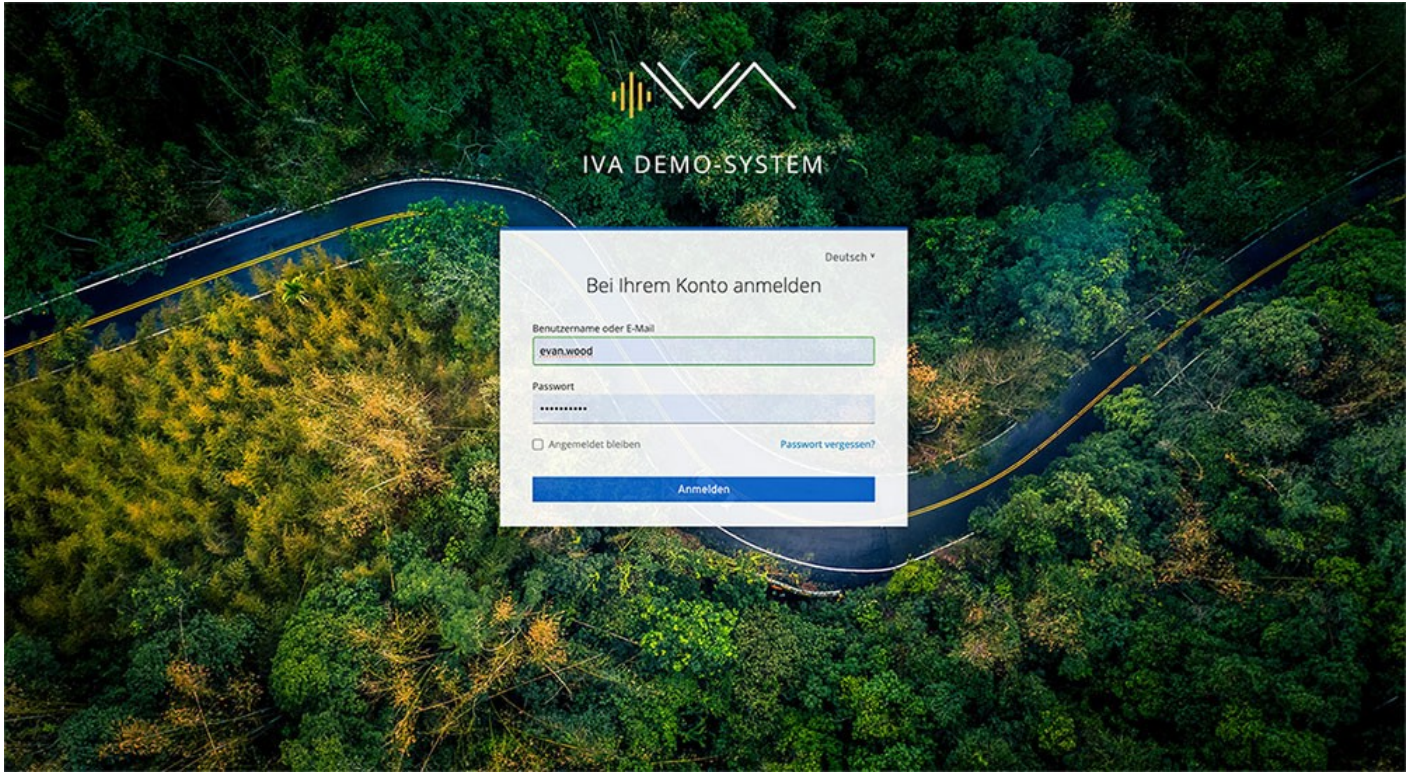 IVA
IVA DEMO-SYSTEM
Deutsch
Bei Ihrem Konto anmelden
Benutzername oder E-Mail
evan.wood
Passwort
••••••••••
Angemeldet bleiben Passwort vergessen?
Anmelden